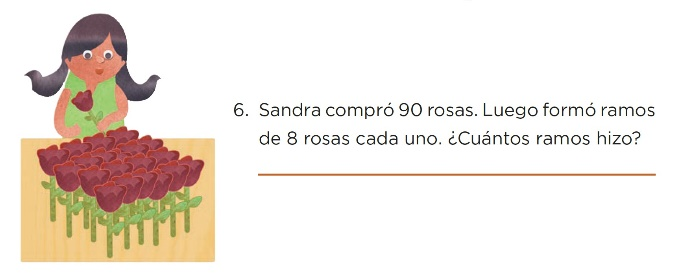 6. Sandra compró 90 rosas. Luego formó ramos
de 8 rosas cada uno. ¿Cuántos ramos hizo?